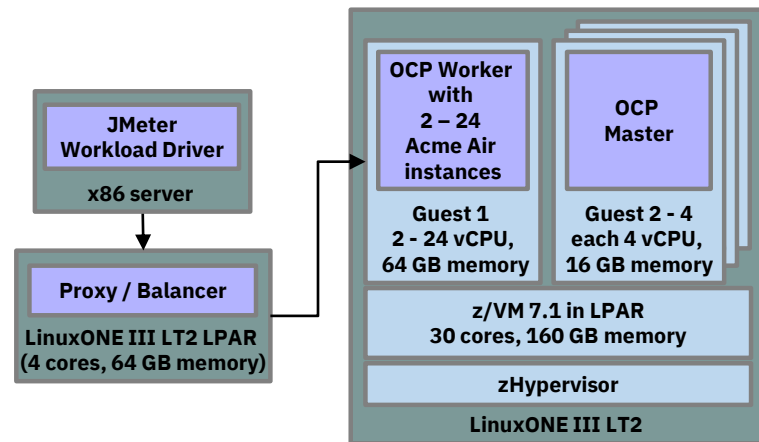 JMeter
Workload Driver
x86 server
Proxy / Balancer
LinuxONE III LT2 LPAR
(4 cores, 64 GB memory)
OCP Worker
with
2 – 24
Acme Air
instances
Guest 1
2 - 24 vCPU,
64 GB memory
OCP
Master
Guest 2 - 4
each 4 vCPU,
16 GB memory
z/VM 7.1 in LPAR
30 cores, 160 GB memory
zHypervisor
LinuxONE III LT2